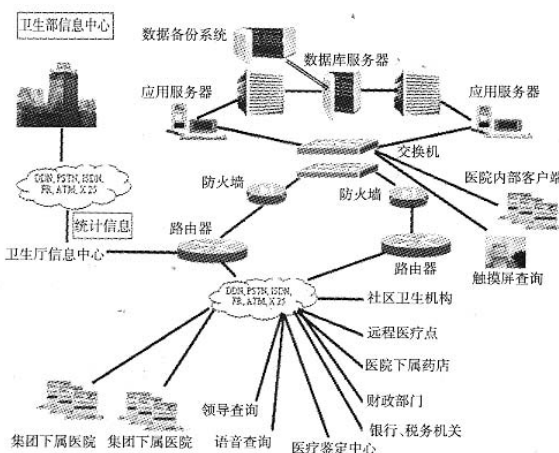 卫生部信息中心
数据备份系统
数据库服务器
应用服务器
应用服务器
交换机
DDN, PSTN, ISDN,
FR, ATM, X 25
防火墙
防火墙
医院内部客户端
统计信息
路由器
卫生厅信息中心
路由器
触摸屏查询
DDN, PSTN, ISDN,
FR, ATM, X 25
社区卫生机构
远程医疗点
医院下属药店
财政部门
领导查询
银行、税务机关
集团下属医院
集团下属医院
语音查询
医疗鉴定中心